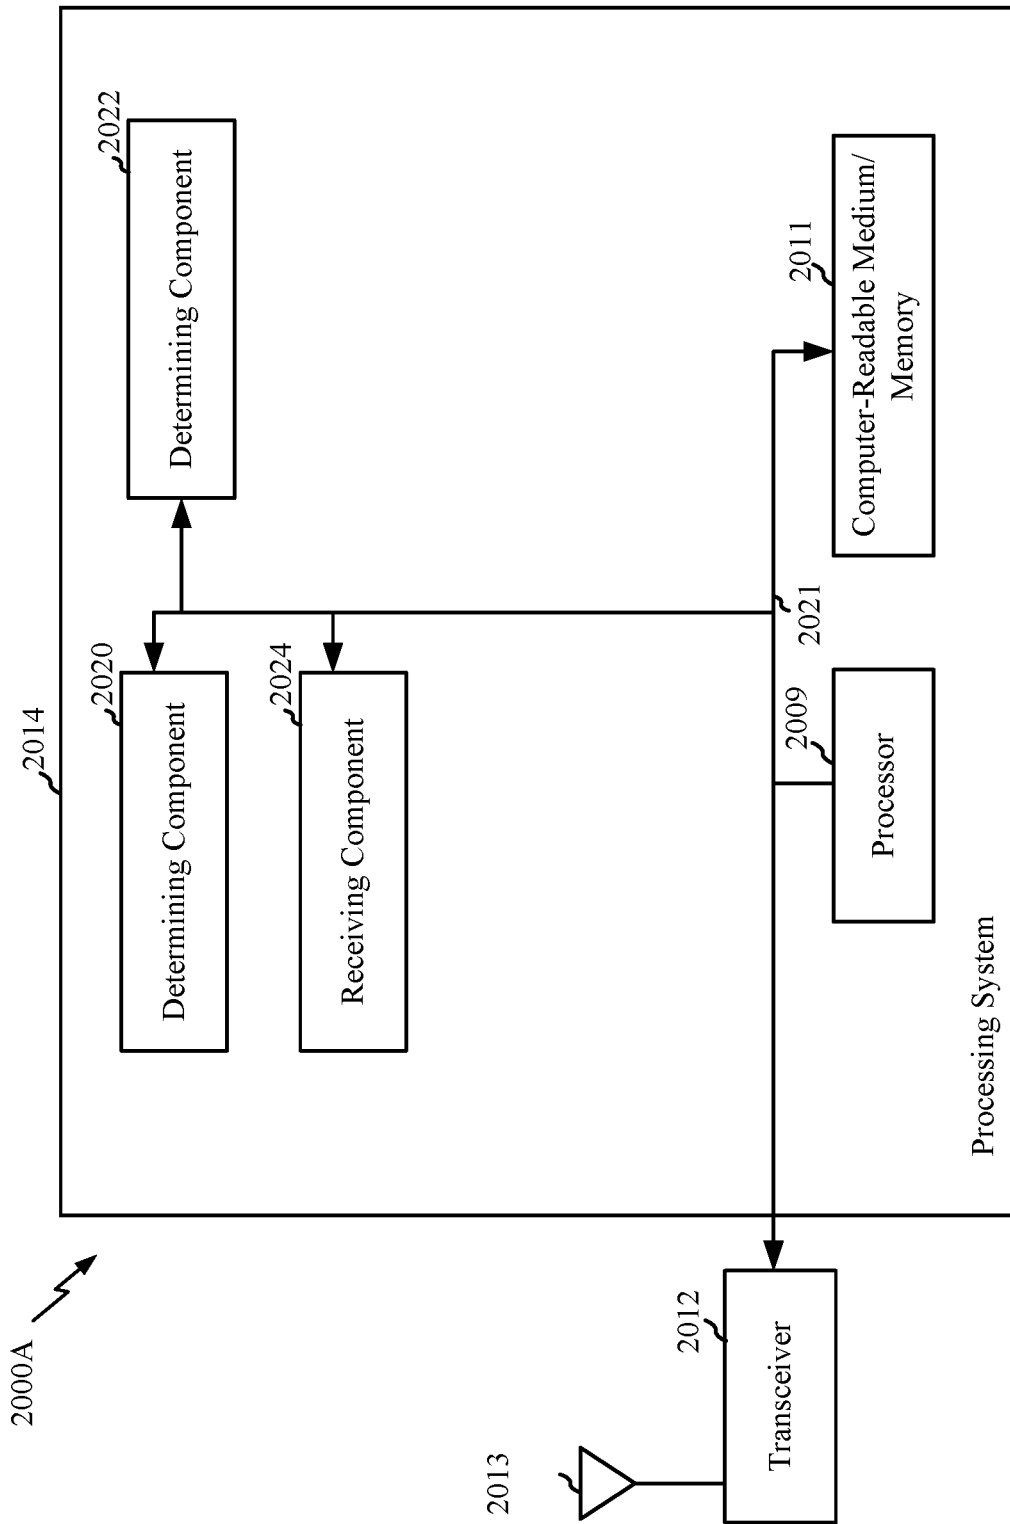 2000A
2014
2020
Determining Component
2022
Determining Component
2024
Receiving Component
2013
2012
Transceiver
2021
2009
Processor
2011
Computer-Readable Medium/
Memory
Processing System